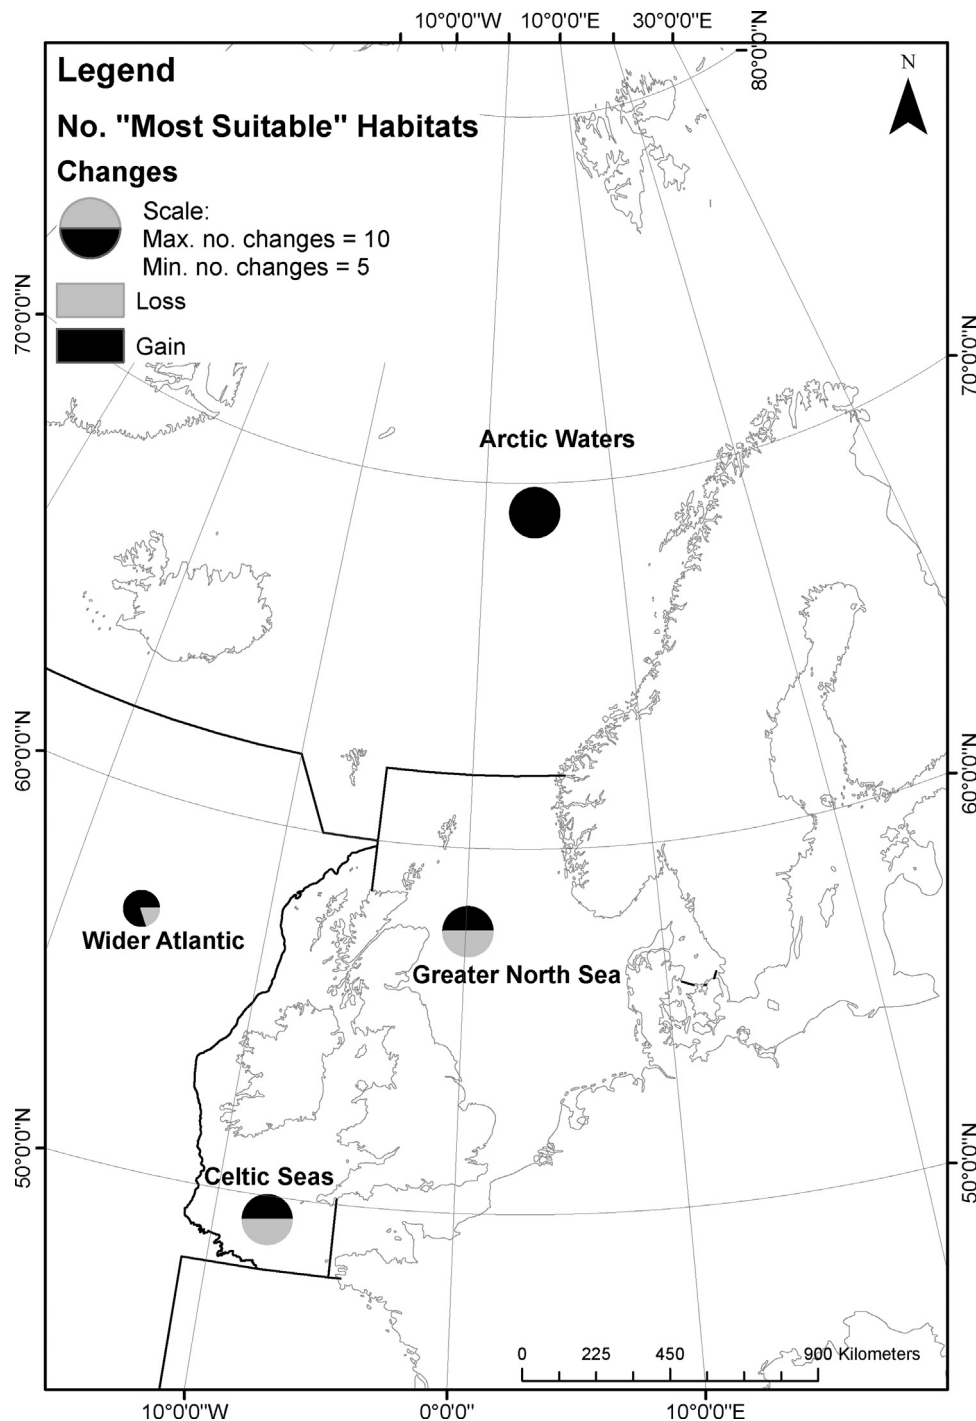 10°0'0"W 10°0'0"E 30°0'0"E
80°0'0"N
Legend
N
No. "Most Suitable" Habitats
Changes
Scale:
Max. no. changes = 10
Min. no. changes = 5
Loss
Gain
70°0'0"N
70°0'0"N
Arctic Waters
60°0'0"N
60°0'0"N
Wider Atlantic
Greater North Sea
50°0'0"N
50°0'0"N
Celtic Seas
0 225 450 900 Kilometers
10°0'0"W 0°0'0" 10°0'0"E